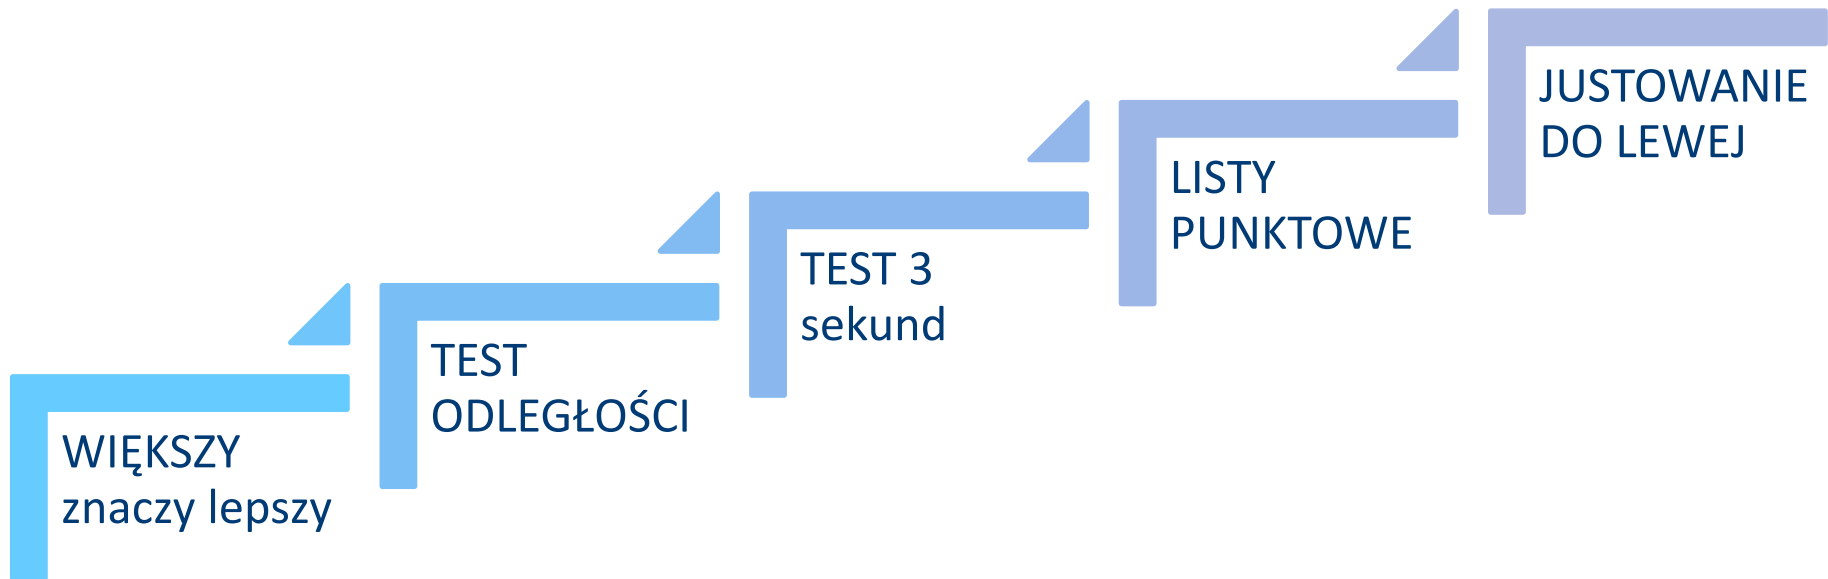 WIĘKSZY
znaczy lepszy
TEST
ODLEGŁOŚCI
TEST 3
sekund
LISTY
PUNKTOWE
JUSTOWANIE
DO LEWEJ